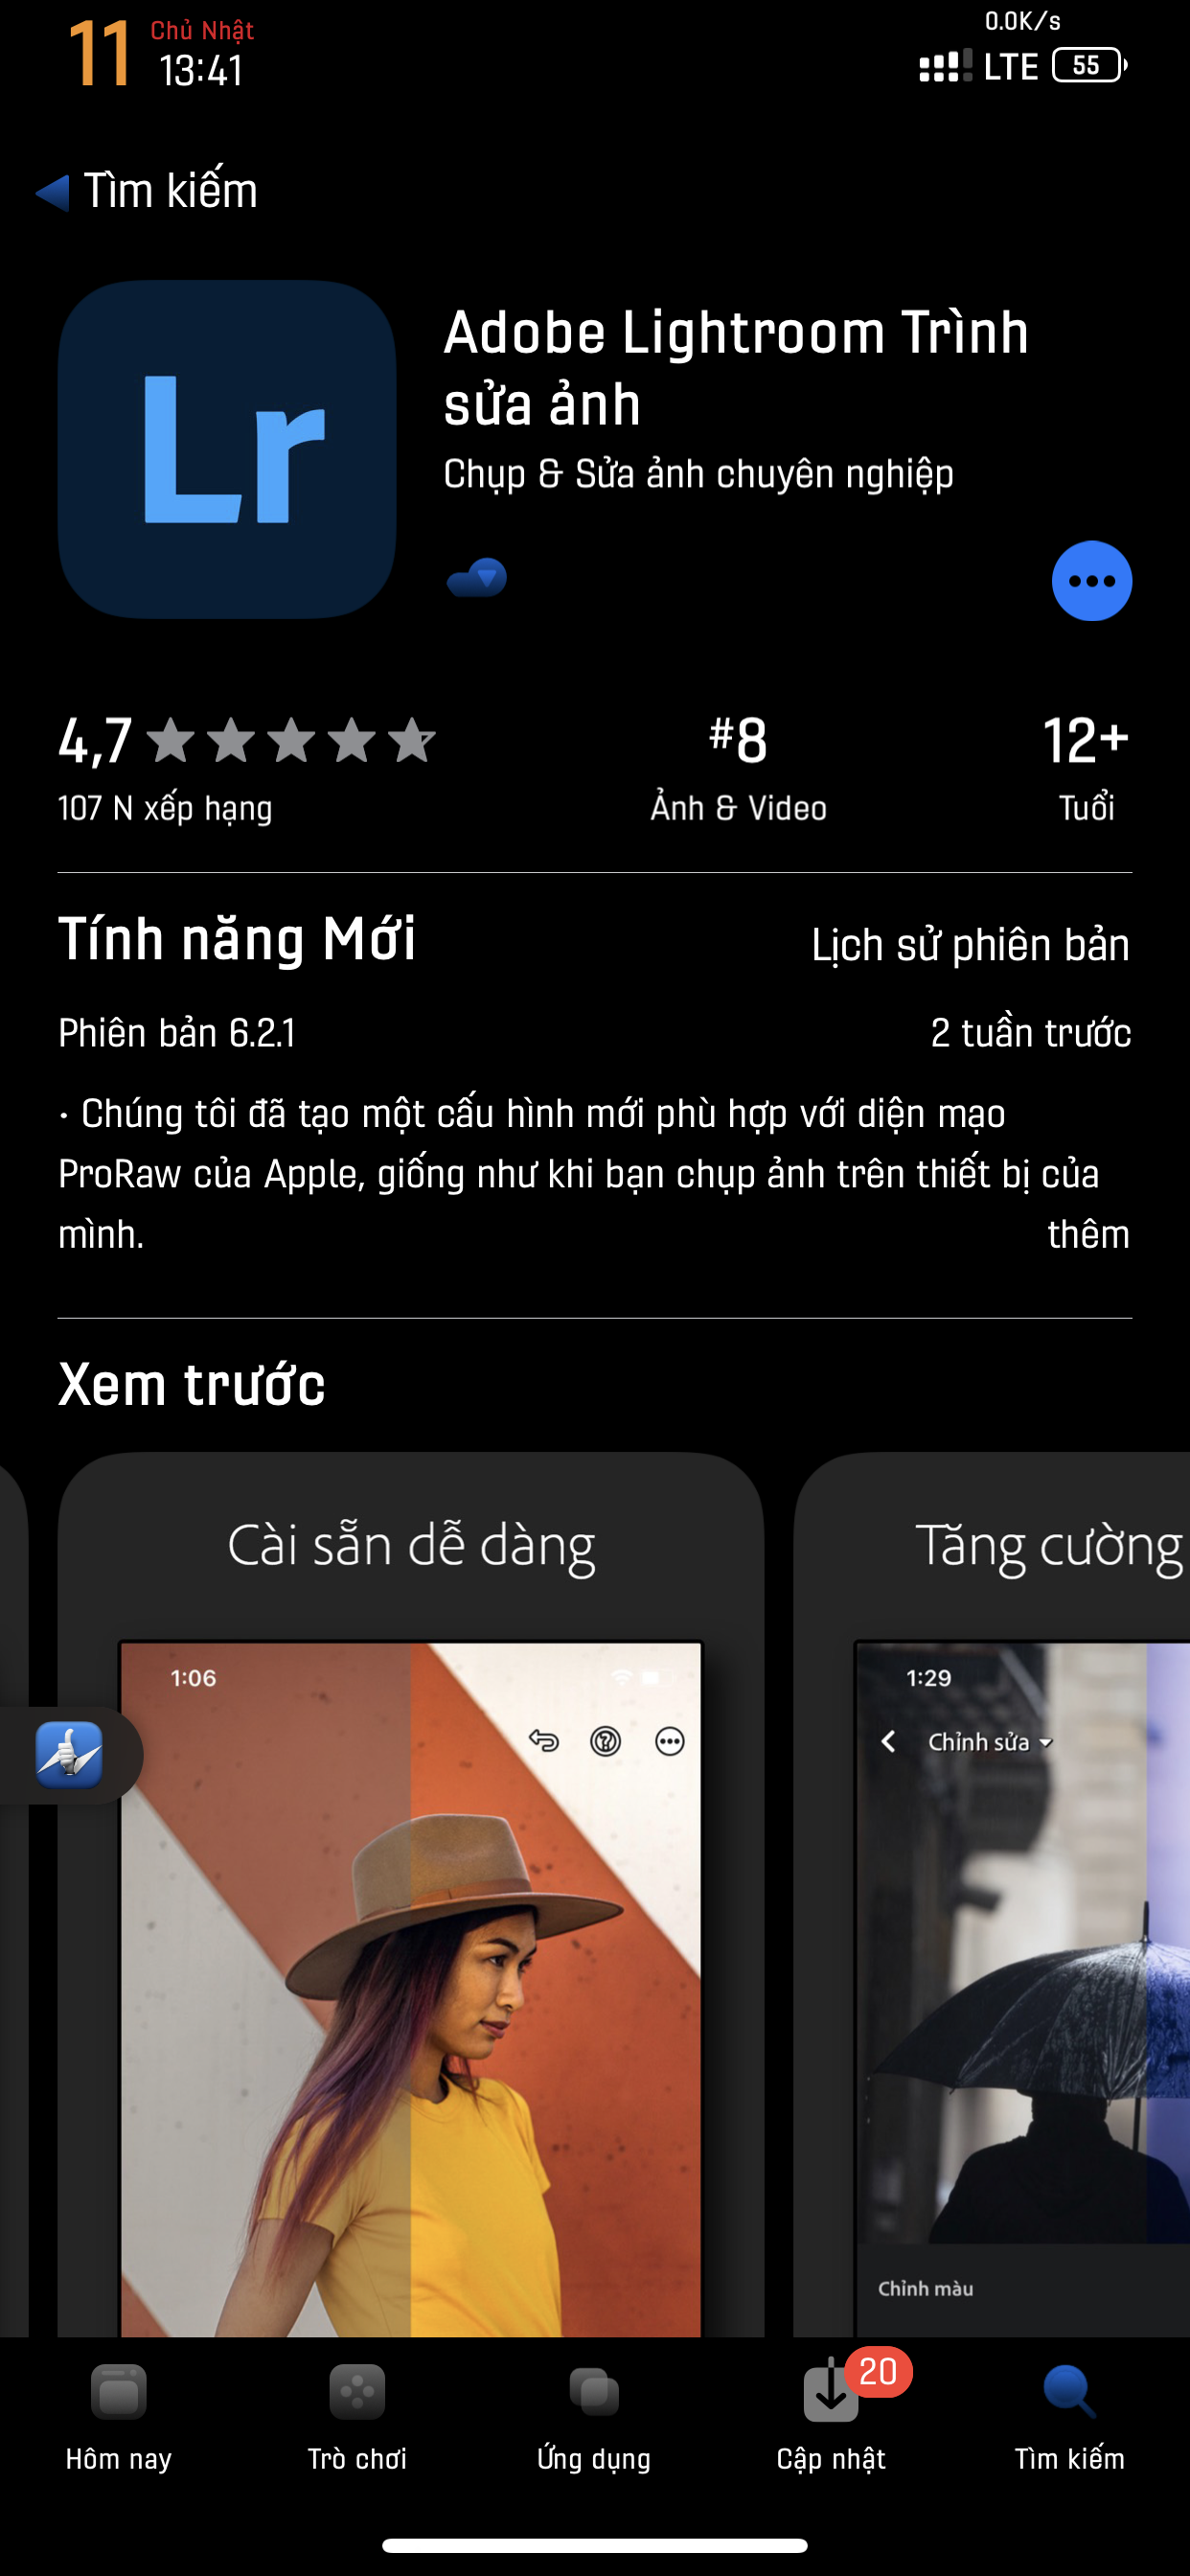 11
Chủ Nhật
13:41
0.0K/s
LTE 55
Tìm kiếm
Lr
Adobe Lightroom Trình
sửa ảnh
Chụp & Sửa ảnh chuyên nghiệp
4,7
107 N xếp hạng
#8
Ảnh & Video
12+
Tuổi
Tính năng Mới
Lịch sử phiên bản
Phiên bản 6.2.1
2 tuần trước
• Chúng tôi đã tạo một cấu hình mới phù hợp với diện mạo
ProRaw của Apple, giống như khi bạn chụp ảnh trên thiết bị của
mình.
thêm
Xem trước
Cài sẵn dễ dàng
1:06
Tăng cường
1:29
Chỉnh sửa
Chỉnh màu
20
Hôm nay
Trò chơi
Ứng dụng
Cập nhật
Tìm kiếm